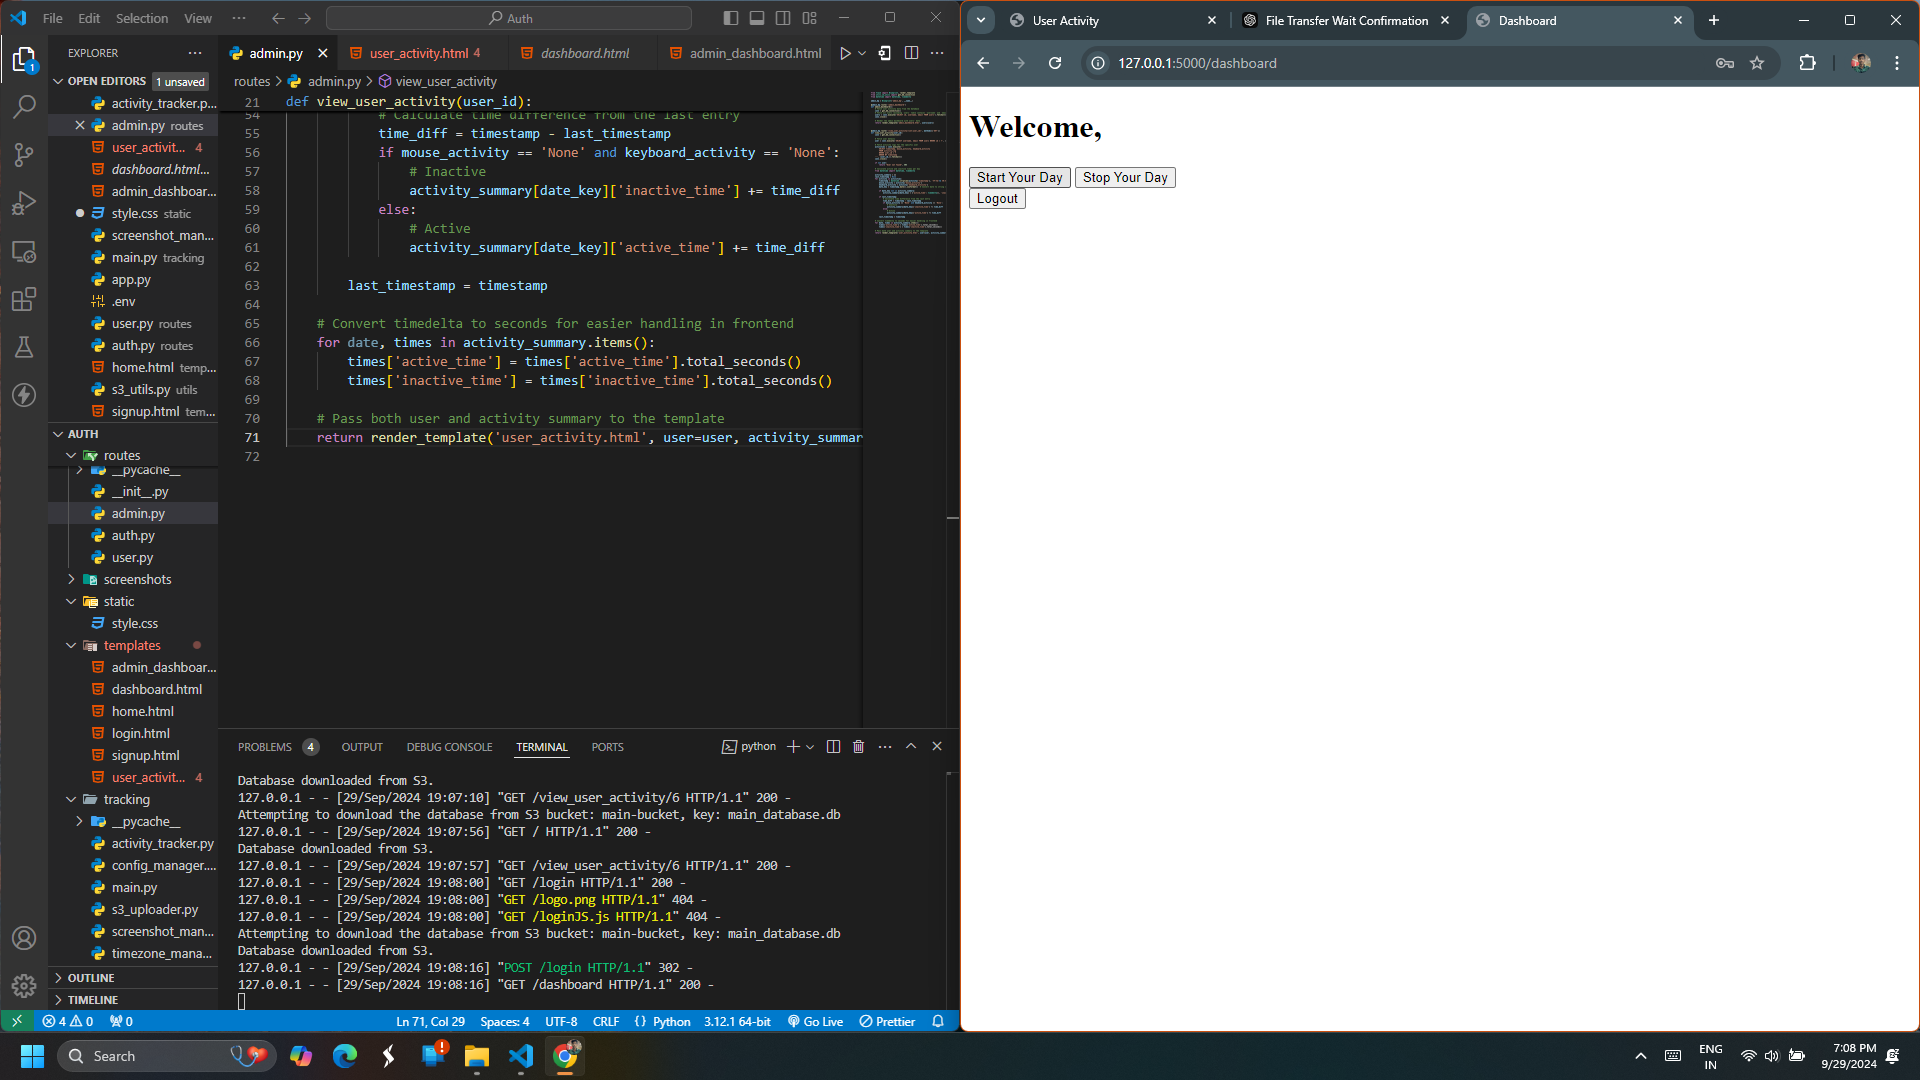 File Edit Selection View ··· Auth
EXPLORER ···
OPEN EDITORS 1 unsaved
activity_tracker.p...
admin.py routes
user_activit... 4
dashboard.html...
admin_dashboar...
style.css static
screenshot_man...
main.py tracking
app.py
.env
user.py routes
auth.py routes
home.html temp...
s3_utils.py utils
signup.html tem...
AUTH
routes
__pycache__
__init__.py
admin.py
auth.py
user.py
screenshots
static
style.css
templates
admin_dashboar...
dashboard.html
home.html
login.html
signup.html
user_activit... 4
tracking
__pycache__
activity_tracker.py
config_manager....
main.py
s3_uploader.py
screenshot_man...
timezone_mana...
OUTLINE
TIMELINE
admin.py user_activity.html 4 dashboard.html admin_dashboard.html
routes > admin.py > view_user_activity
21 def view_user_activity(user_id):
54 # Calculate time difference from the last entry
55 time_diff = timestamp - last_timestamp
56 if mouse_activity == 'None' and keyboard_activity == 'None':
57 # Inactive
58 activity_summary[date_key]['inactive_time'] += time_diff
59 else:
60 # Active
61 activity_summary[date_key]['active_time'] += time_diff
62
63 last_timestamp = timestamp
64
65 # Convert timedelta to seconds for easier handling in frontend
66 for date, times in activity_summary.items():
67 times['active_time'] = times['active_time'].total_seconds()
68 times['inactive_time'] = times['inactive_time'].total_seconds()
69
70 # Pass both user and activity summary to the template
71 return render_template('user_activity.html', user=user, activity_summar
72
PROBLEMS 4 OUTPUT DEBUG CONSOLE TERMINAL PORTS python
Database downloaded from S3.
127.0.0.1 - - [29/Sep/2024 19:07:10] "GET /view_user_activity/6 HTTP/1.1" 200 -
Attempting to download the database from S3 bucket: main-bucket, key: main_database.db
127.0.0.1 - - [29/Sep/2024 19:07:56] "GET / HTTP/1.1" 200 -
Database downloaded from S3.
127.0.0.1 - - [29/Sep/2024 19:07:57] "GET /view_user_activity/6 HTTP/1.1" 200 -
127.0.0.1 - - [29/Sep/2024 19:08:00] "GET /login HTTP/1.1" 200 -
127.0.0.1 - - [29/Sep/2024 19:08:00] "GET /logo.png HTTP/1.1" 404 -
127.0.0.1 - - [29/Sep/2024 19:08:00] "GET /loginJS.js HTTP/1.1" 404 -
Attempting to download the database from S3 bucket: main-bucket, key: main_database.db
Database downloaded from S3.
127.0.0.1 - - [29/Sep/2024 19:08:16] "POST /login HTTP/1.1" 302 -
127.0.0.1 - - [29/Sep/2024 19:08:16] "GET /dashboard HTTP/1.1" 200 -
4 0 0 Ln 71, Col 29 Spaces: 4 UTF-8 CRLF {} Python 3.12.1 64-bit Go Live Prettier
User Activity File Transfer Wait Confirmation Dashboard
127.0.0.1:5000/dashboard
Welcome,
Start Your Day Stop Your Day
Logout
Search
ENG
IN
7:08 PM
9/29/2024